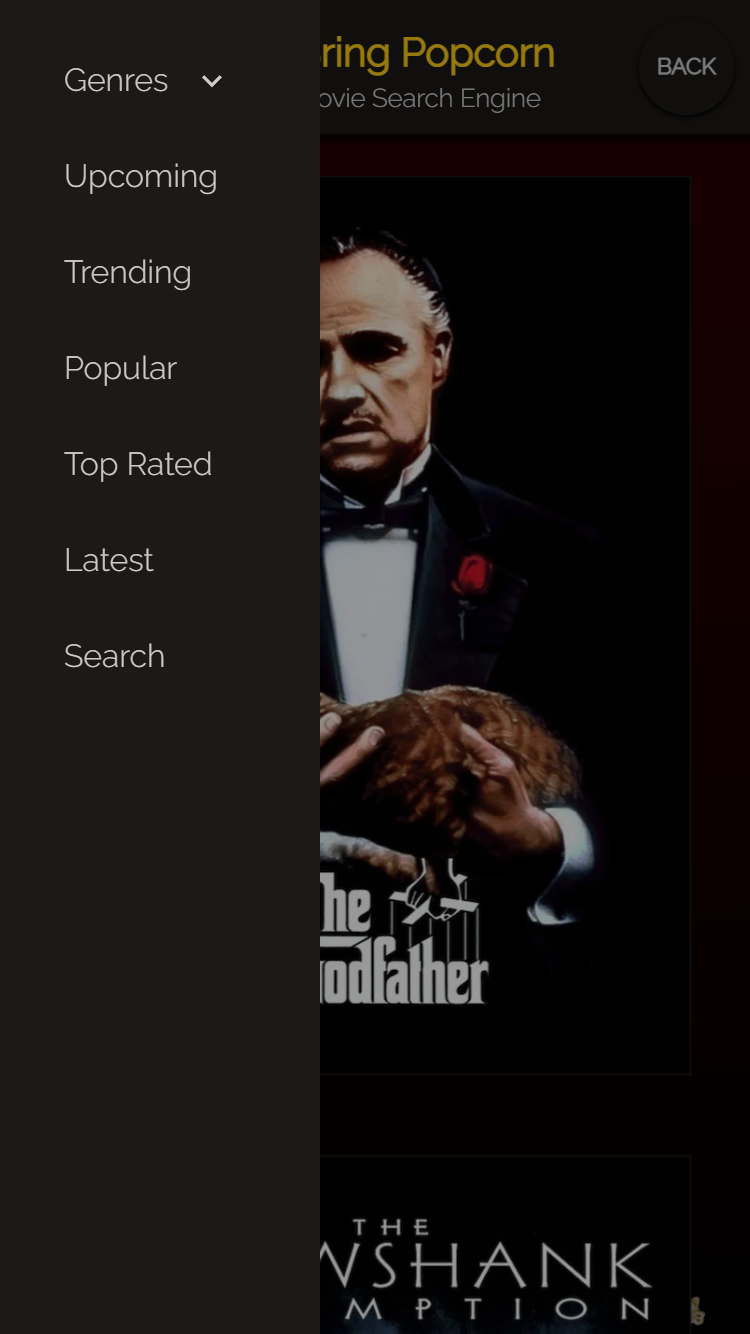 Genres
Upcoming
Trending
Popular
Top Rated
Latest
Search
ring Popcorn
ovie Search Engine
BACK
he
odfather
THE
WSHANK
MPTION